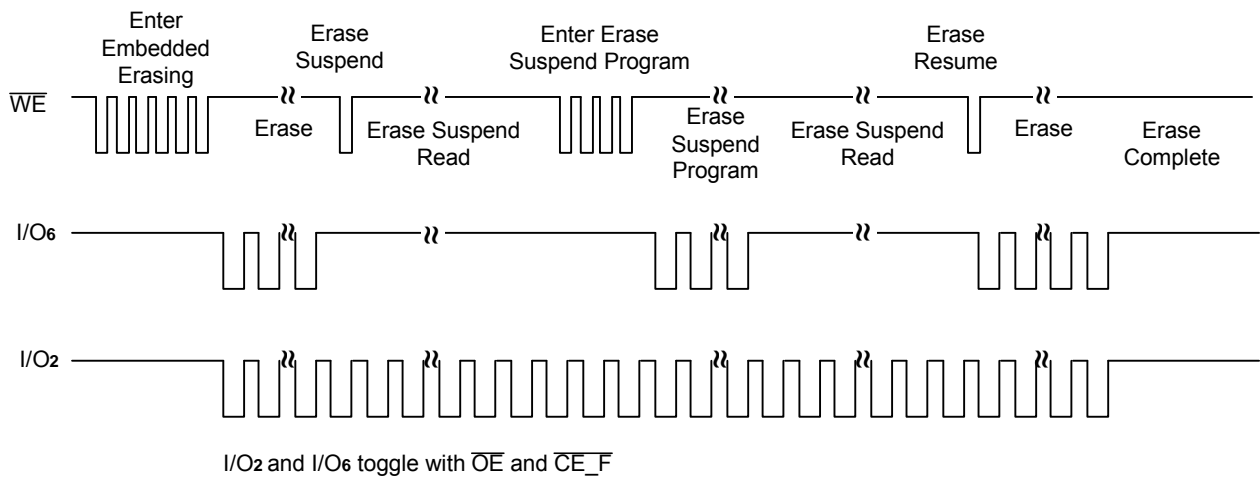 Enter
Embedded
Erasing
Erase
Suspend
Enter Erase
Suspend Program
Erase
Resume
WE
Erase
Erase Suspend
Read
Erase
Suspend
Program
Erase Suspend
Read
Erase
Erase
Complete
I/O6
I/O2
I/O2 and I/O6 toggle with OE and CE_F